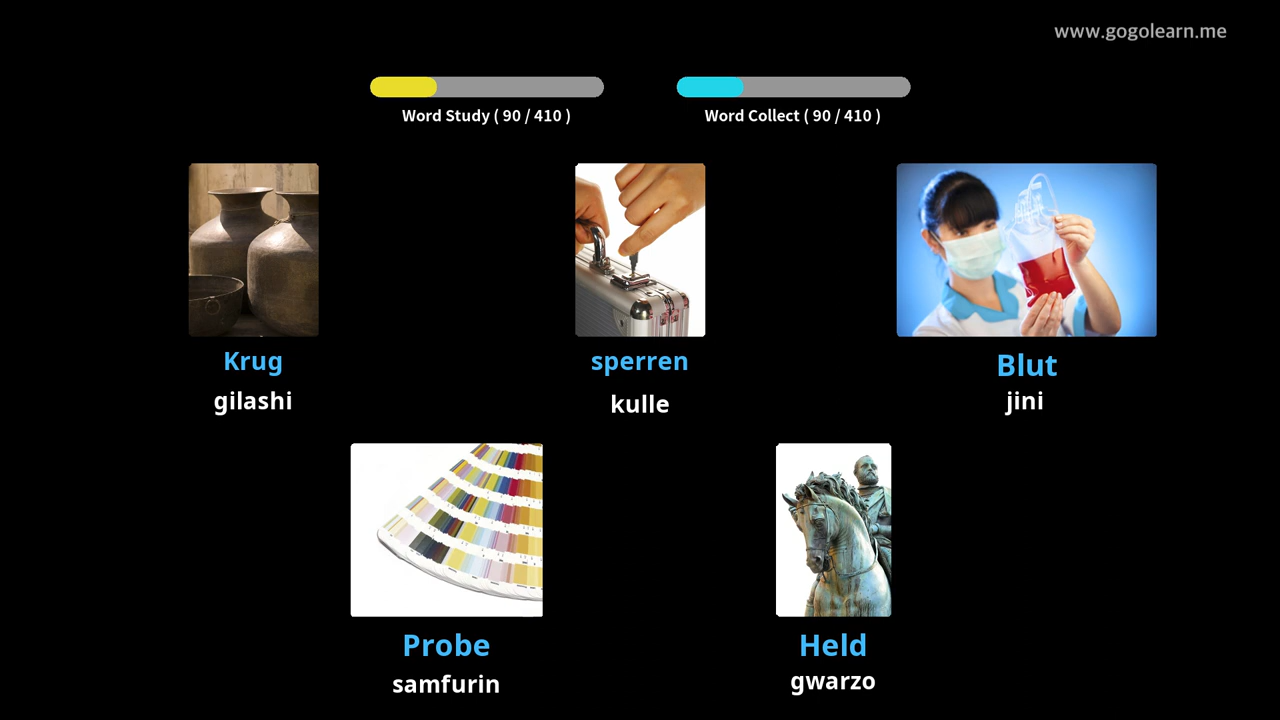 www.gogolearn.me
Word Study ( 90 / 410 )
Word Collect ( 90 / 410 )
Krug
gilashi
sperren
kulle
Blut
jini
Probe
samfurin
Held
gwarzo